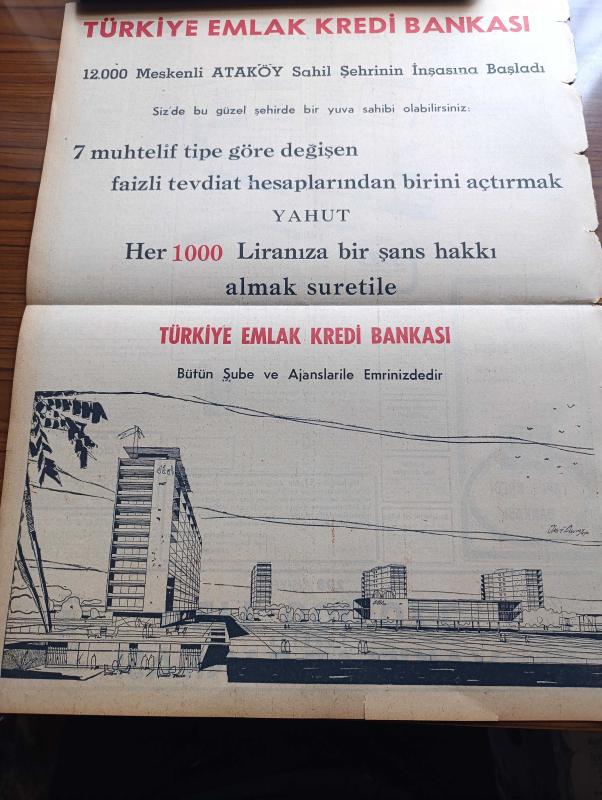 TÜRKİYE EMLAK KREDİ BANKASI
12.000 Meskenli ATAKÖY Sahil Şehrinin İnşasına Başladı
Siz'de bu güzel şehirde bir yuva sahibi olabilirsiniz:
7 muhtelif tipe göre değişen
faizli tevdiat hesaplarından birini açtırmak
YAHUT
Her 1000 Liranıza bir şans hakkı
almak suretile
TÜRKİYE EMLAK KREDİ BANKASI
Bütün Şube ve Ajanslarile Emrinizdedir